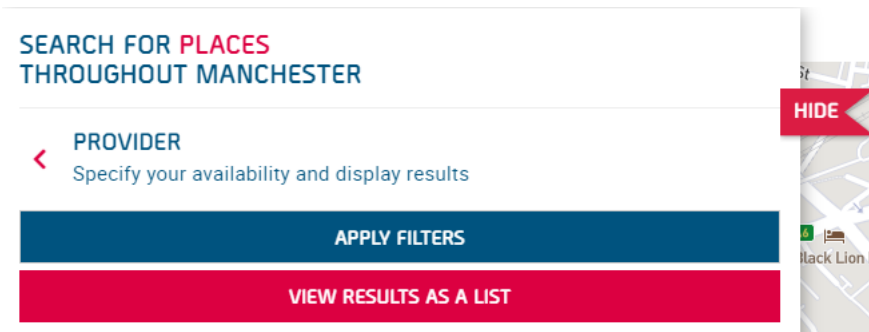 SEARCH FOR PLACES
THROUGHOUT MANCHESTER
St
HIDE
PROVIDER
Specify your availability and display results
APPLY FILTERS
VIEW RESULTS AS A LIST
Black Lion